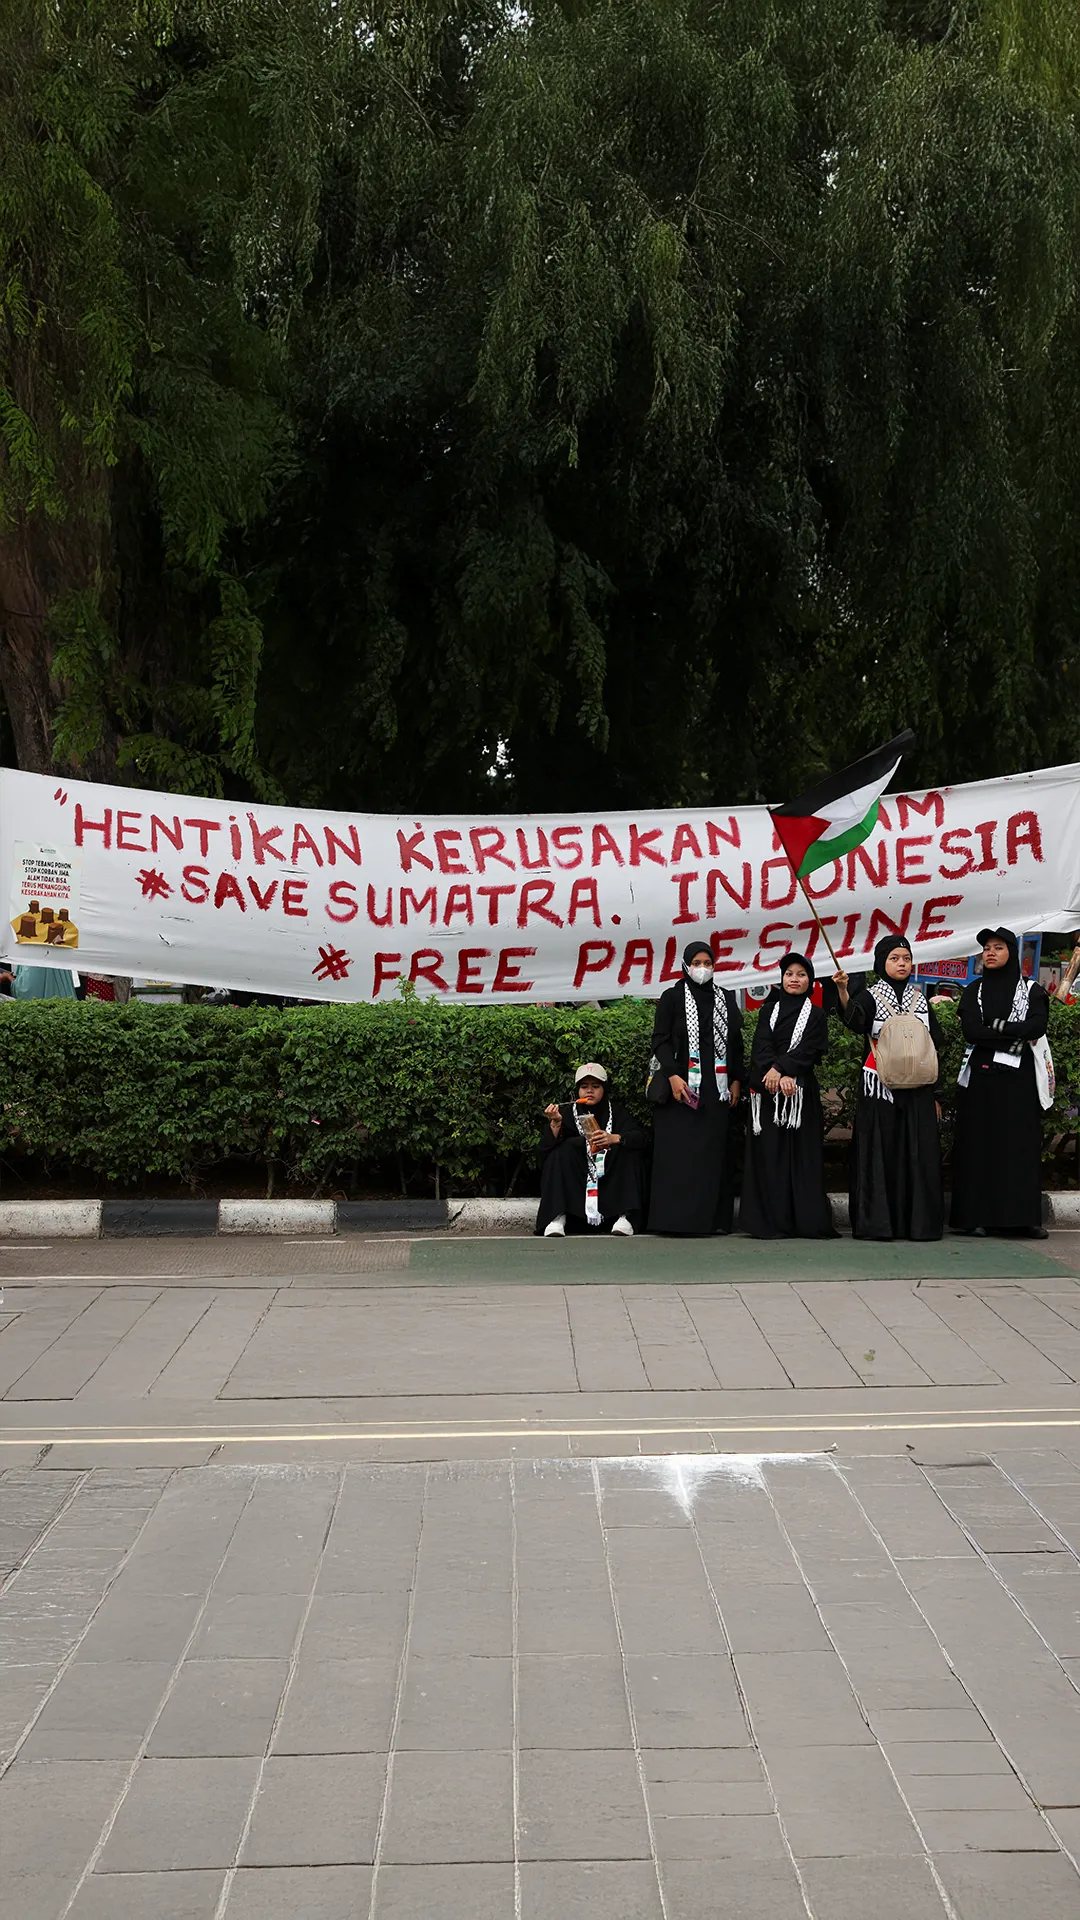 "HENTIKAN KERUSAKAN AM
#SAVE SUMATRA. INDONESIA
# FREE PALESTINE
STOP TEBANG POHON
STOP KORBAN JIWA
ALAM TIDAK BISA
TERUS MENANGGUNG
KESERAKAHAN KITA.